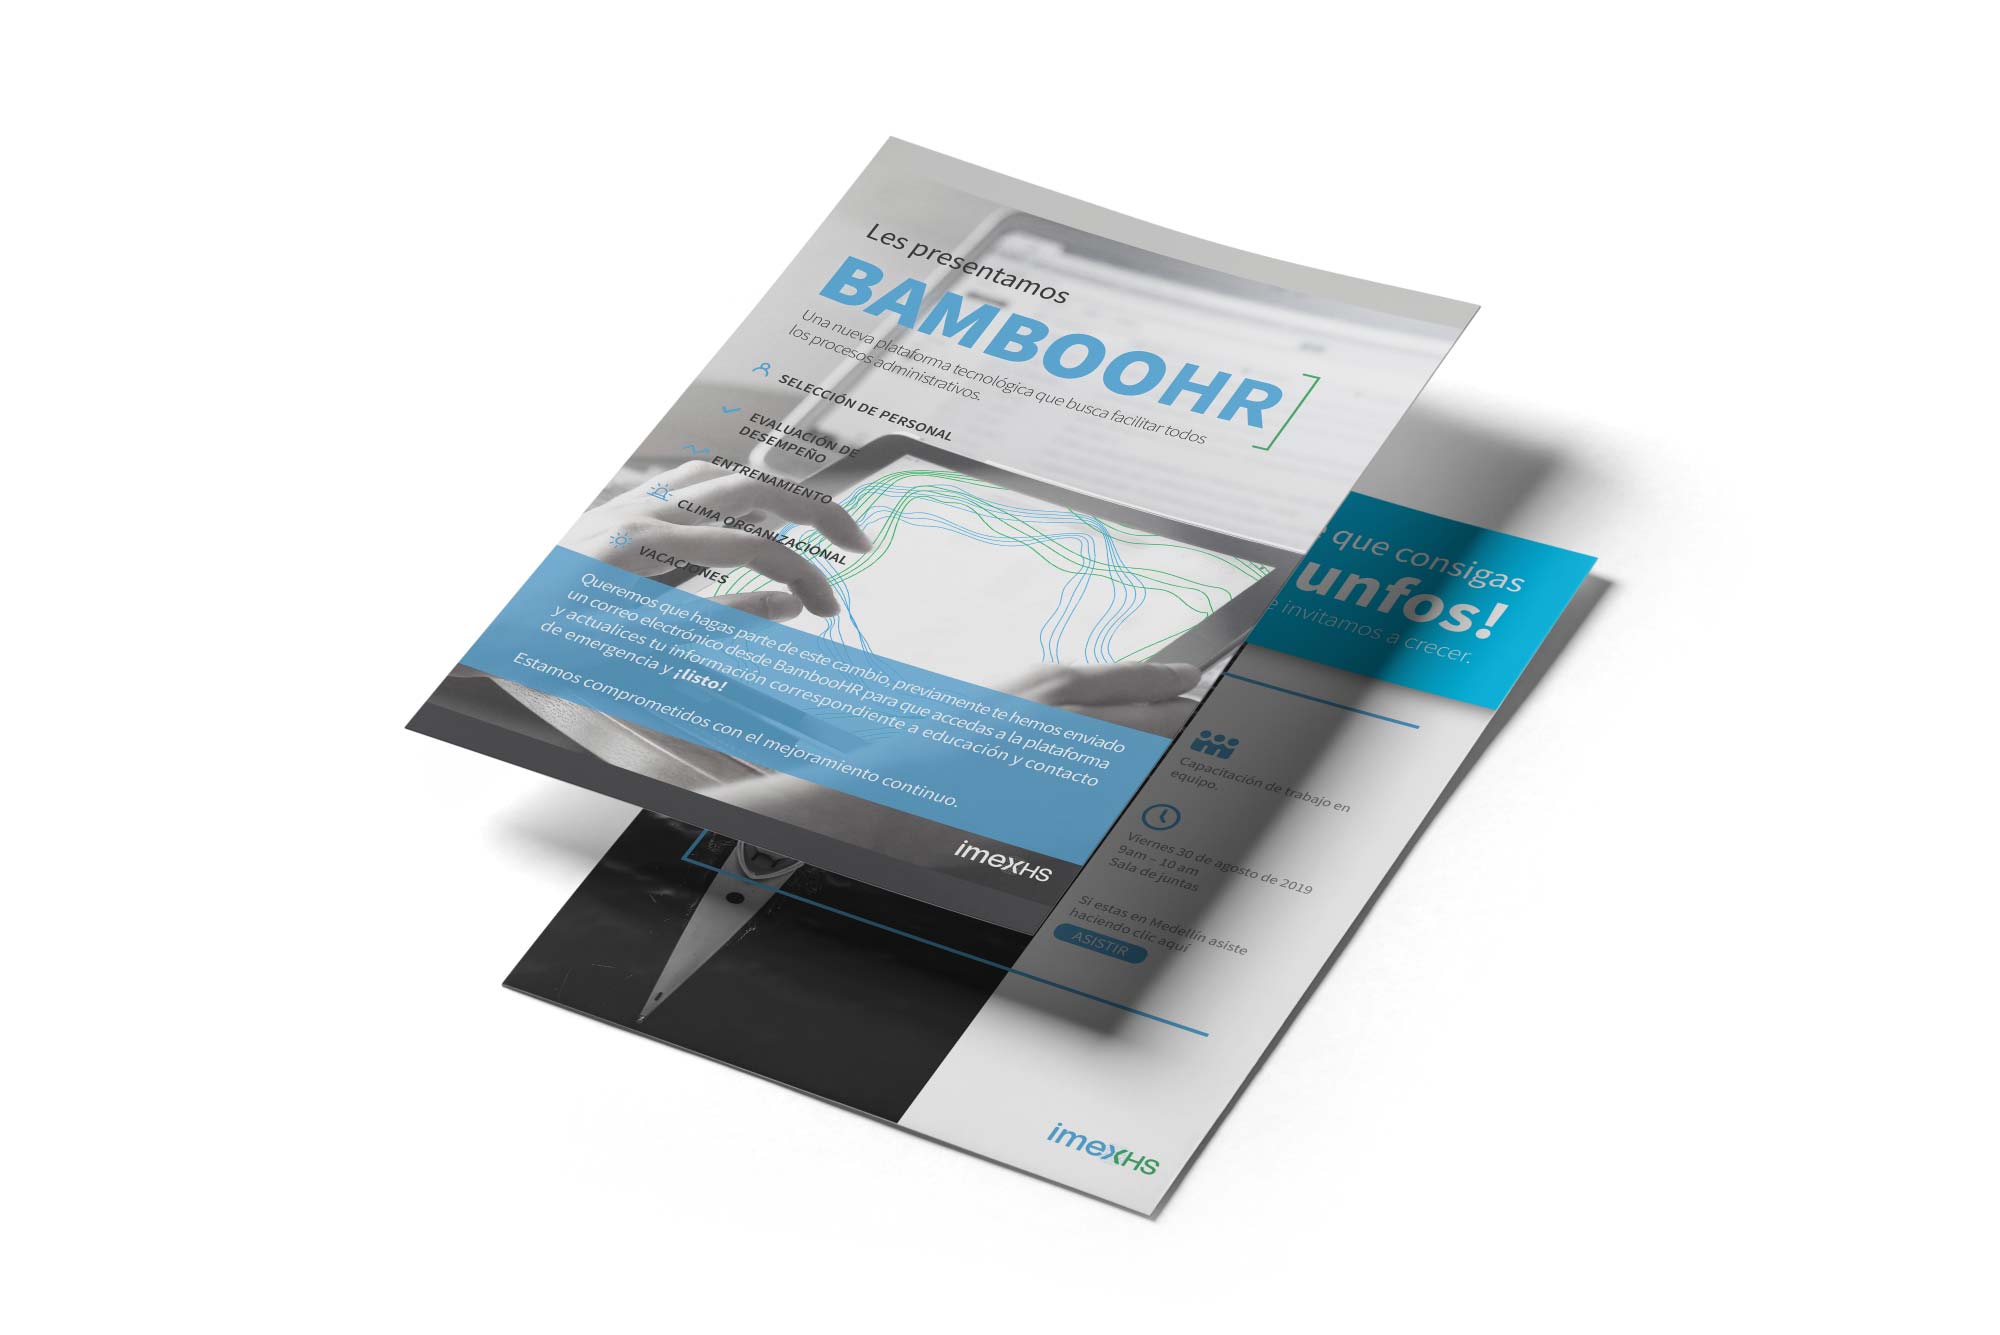 Les presentamos
BAMBOOHR
Una nueva plataforma tecnológica que busca facilitar todos
los procesos administrativos.
SELECCIÓN DE PERSONAL
EVALUACIÓN DE
DESEMPEÑO
ENTRENAMIENTO
CLIMA ORGANIZACIONAL
VACACIONES
Queremos que hagas parte de este cambio, previamente te hemos enviado
un correo electrónico desde BambooHR para que accedas a la plataforma
y actualices tu información correspondiente a educación y contacto
de emergencia y ¡listo!
Estamos comprometidos con el mejoramiento continuo.
imexHS
que consigas
unfos!
e invitamos a crecer.
Capacitación de trabajo en
equipo.
Viernes 30 de agosto de 2019
9am – 10 am
Sala de juntas
Si estas en Medellín asiste
haciendo clic aquí
ASISTIR
imexHS